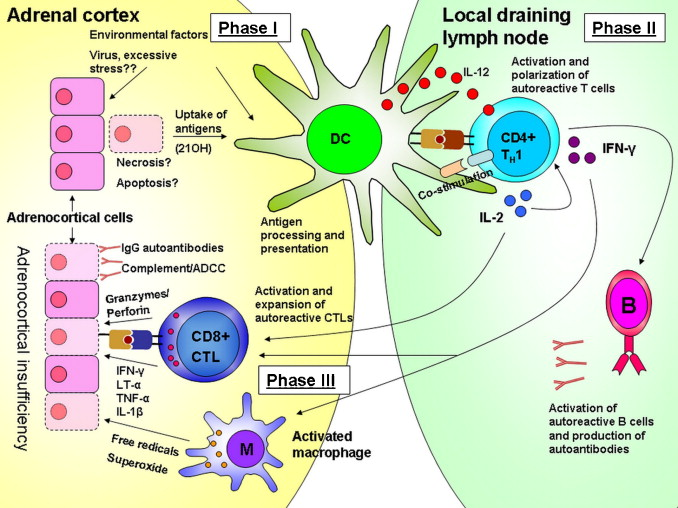 Adrenal cortex
Phase I
Local draining
lymph node
Phase II
Environmental factors
Virus, excessive
stress??
IL-12
Activation and
polarization of
autoreactive T cells
Uptake of
antigens
(21OH)
DC
CD4+
TH1
IFN-γ
Necrosis?
Apoptosis?
Co-stimulation
IL-2
Adrenocortical cells
Antigen
processing and
presentation
Adrenocortical insufficiency
IgG autoantibodies
Complement/ADCC
Granzymes/
Perforin
Activation and
expansion of
autoreactive CTLs
CD8+
CTL
B
IFN-γ
LT-α
TNF-α
IL-1β
Phase III
Free redicals
Superoxide
M
Activated
macrophage
Activation of
autoreactive B cells
and production of
autoantibodies